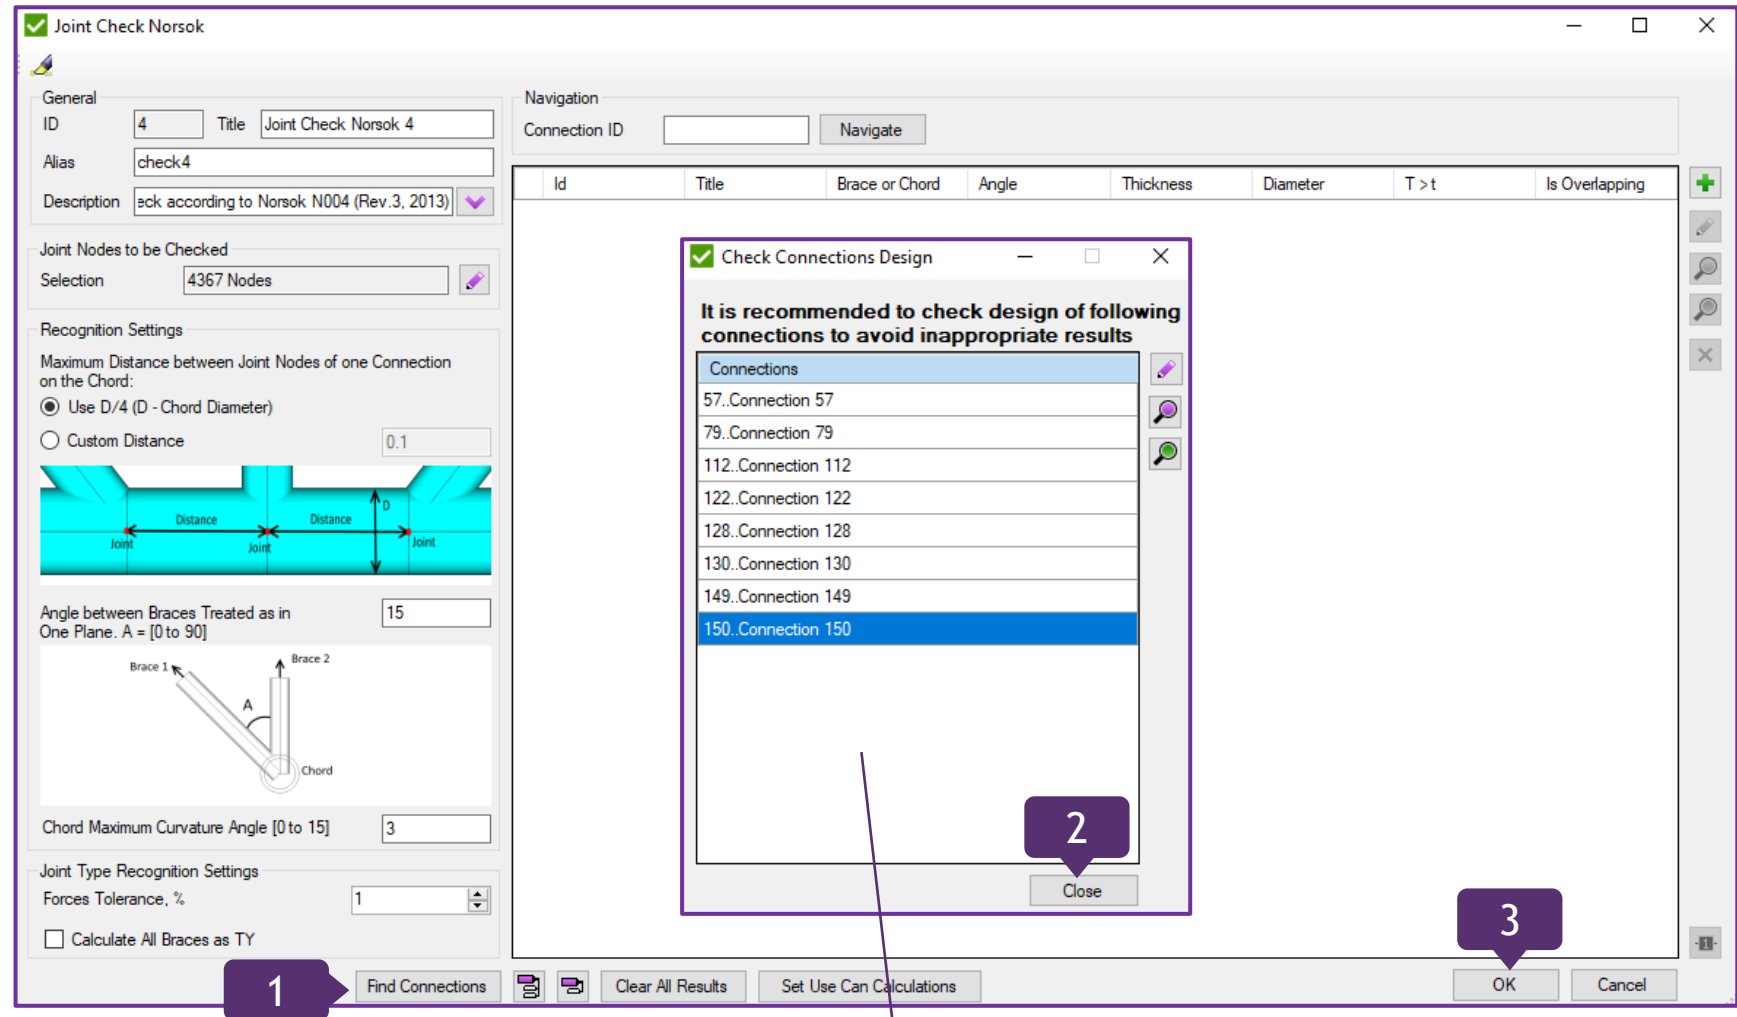 Joint Check Norsok
General
ID 4 Title Joint Check Norsok 4
Alias check4
Description eck according to Norsok N004 (Rev.3, 2013)
Joint Nodes to be Checked
Selection 4367 Nodes
Recognition Settings
Maximum Distance between Joint Nodes of one Connection
on the Chord:
Use D/4 (D - Chord Diameter)
Custom Distance 0.1
D
Distance Distance
Joint Joint Joint
Angle between Braces Treated as in
One Plane. A = [0 to 90] 15
Brace 1 Brace 2
A
Chord
Chord Maximum Curvature Angle [0 to 15] 3
Joint Type Recognition Settings
Forces Tolerance, % 1
Calculate All Braces as TY
Navigation
Connection ID Navigate
Id Title Brace or Chord Angle Thickness Diameter T > t Is Overlapping
Check Connections Design
It is recommended to check design of following
connections to avoid inappropriate results
Connections
57..Connection 57
79..Connection 79
112..Connection 112
122..Connection 122
128..Connection 128
130..Connection 130
149..Connection 149
150..Connection 150
2
Close
3
-1-
1
Find Connections Clear All Results Set Use Can Calculations OK Cancel